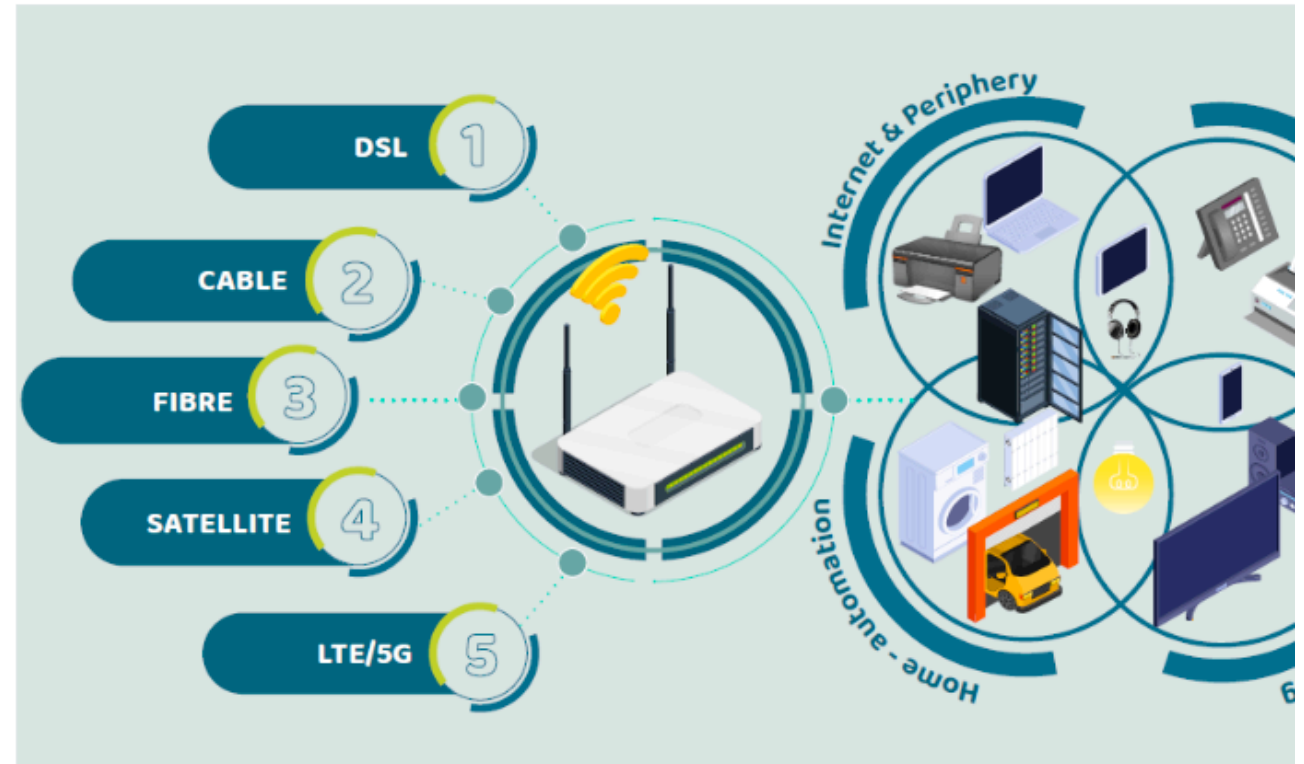 DSL 1
CABLE 2
FIBRE 3
SATELLITE 4
LTE/5G 5
Internet & Periphery
Home - automation